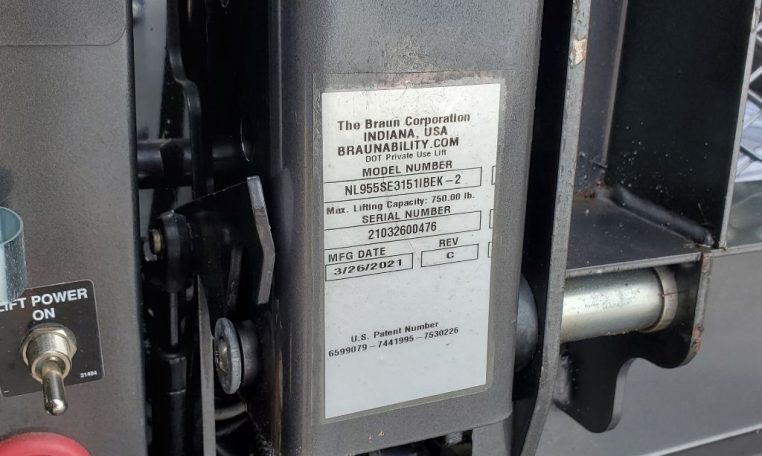 The Braun Corporation
INDIANA, USA
BRAUNABILITY.COM
DOT Private Use Lift
MODEL NUMBER
NL955SE3151IBEK-2
Max. Lifting Capacity: 750.00 lb.
SERIAL NUMBER
21032600476
MFG DATE REV
3/26/2021 C
U.S. Patent Number
6599079-7441995-7530226
LIFT POWER
ON
31494